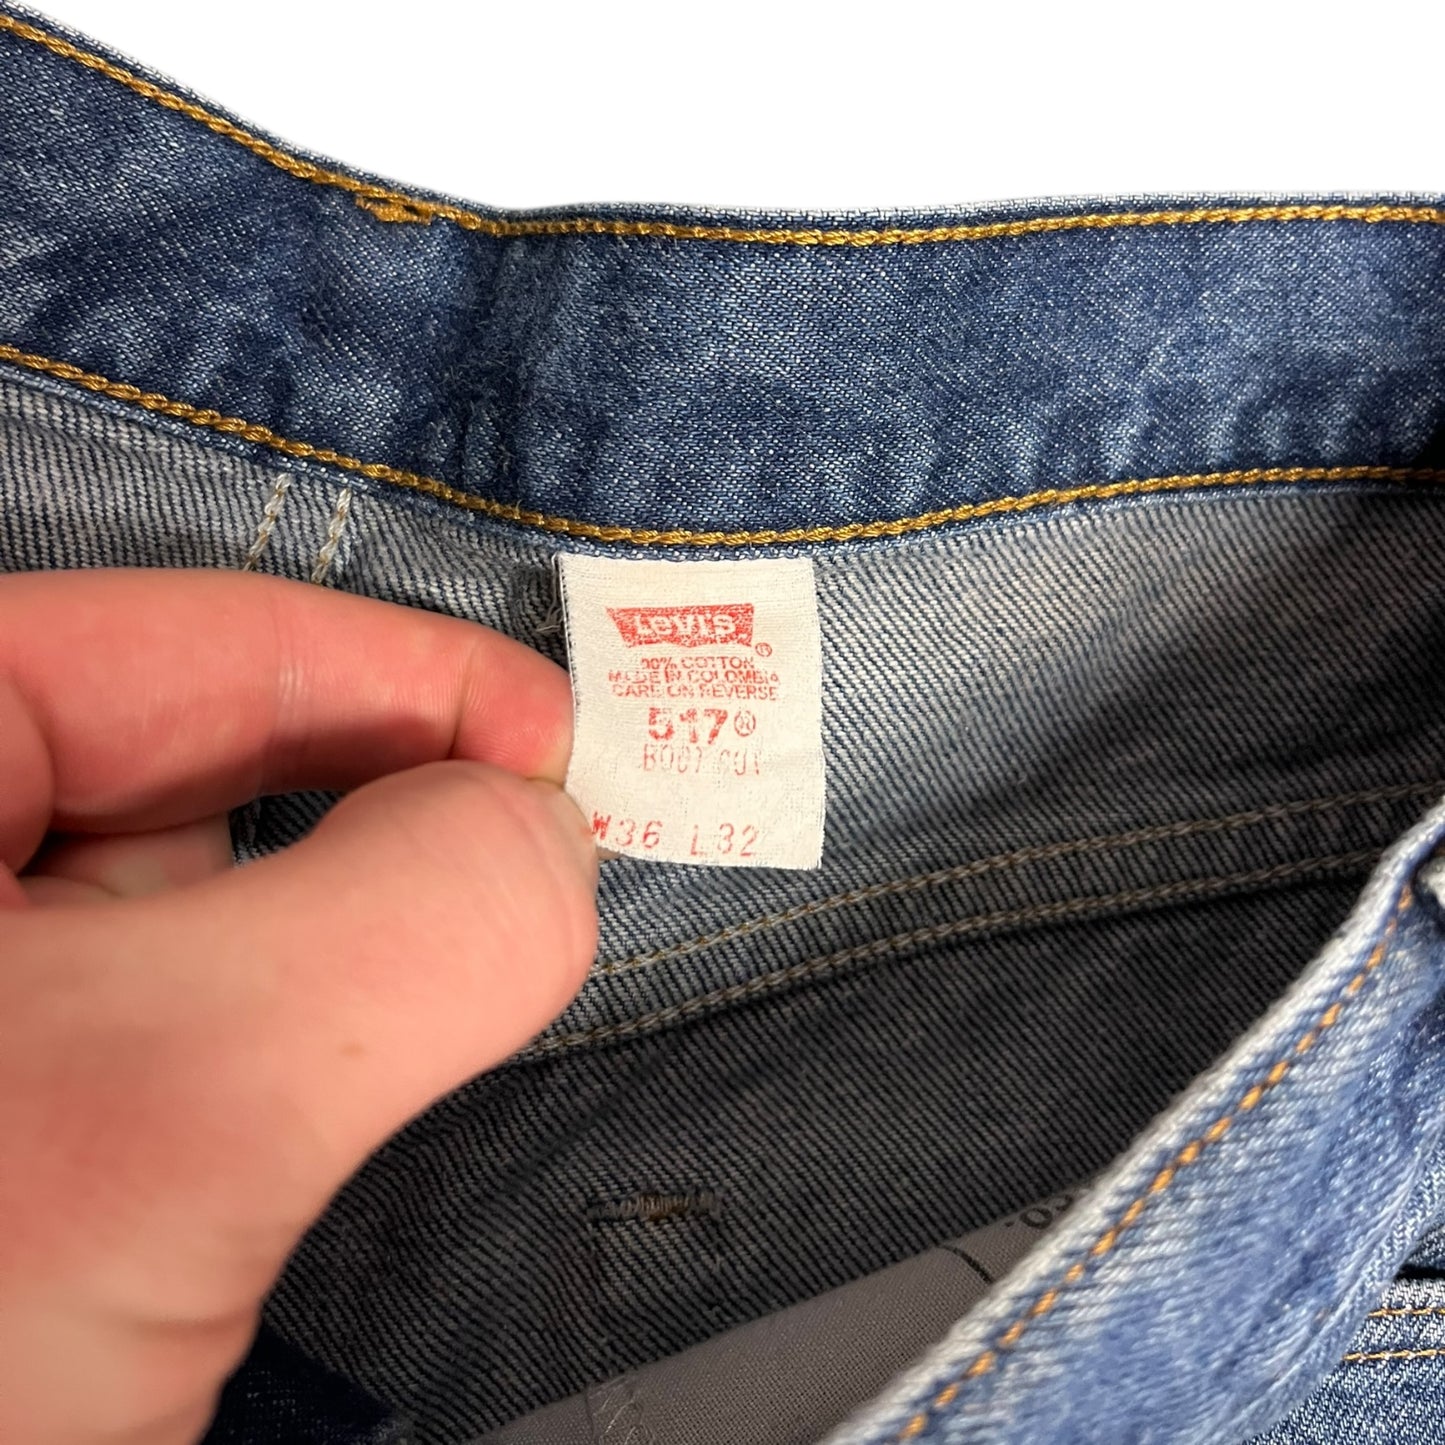 Levi's ®
00% COTTON
MADE IN COLOMBIA
CARE ON REVERSE
517®
BOOT CUT
W36 L32